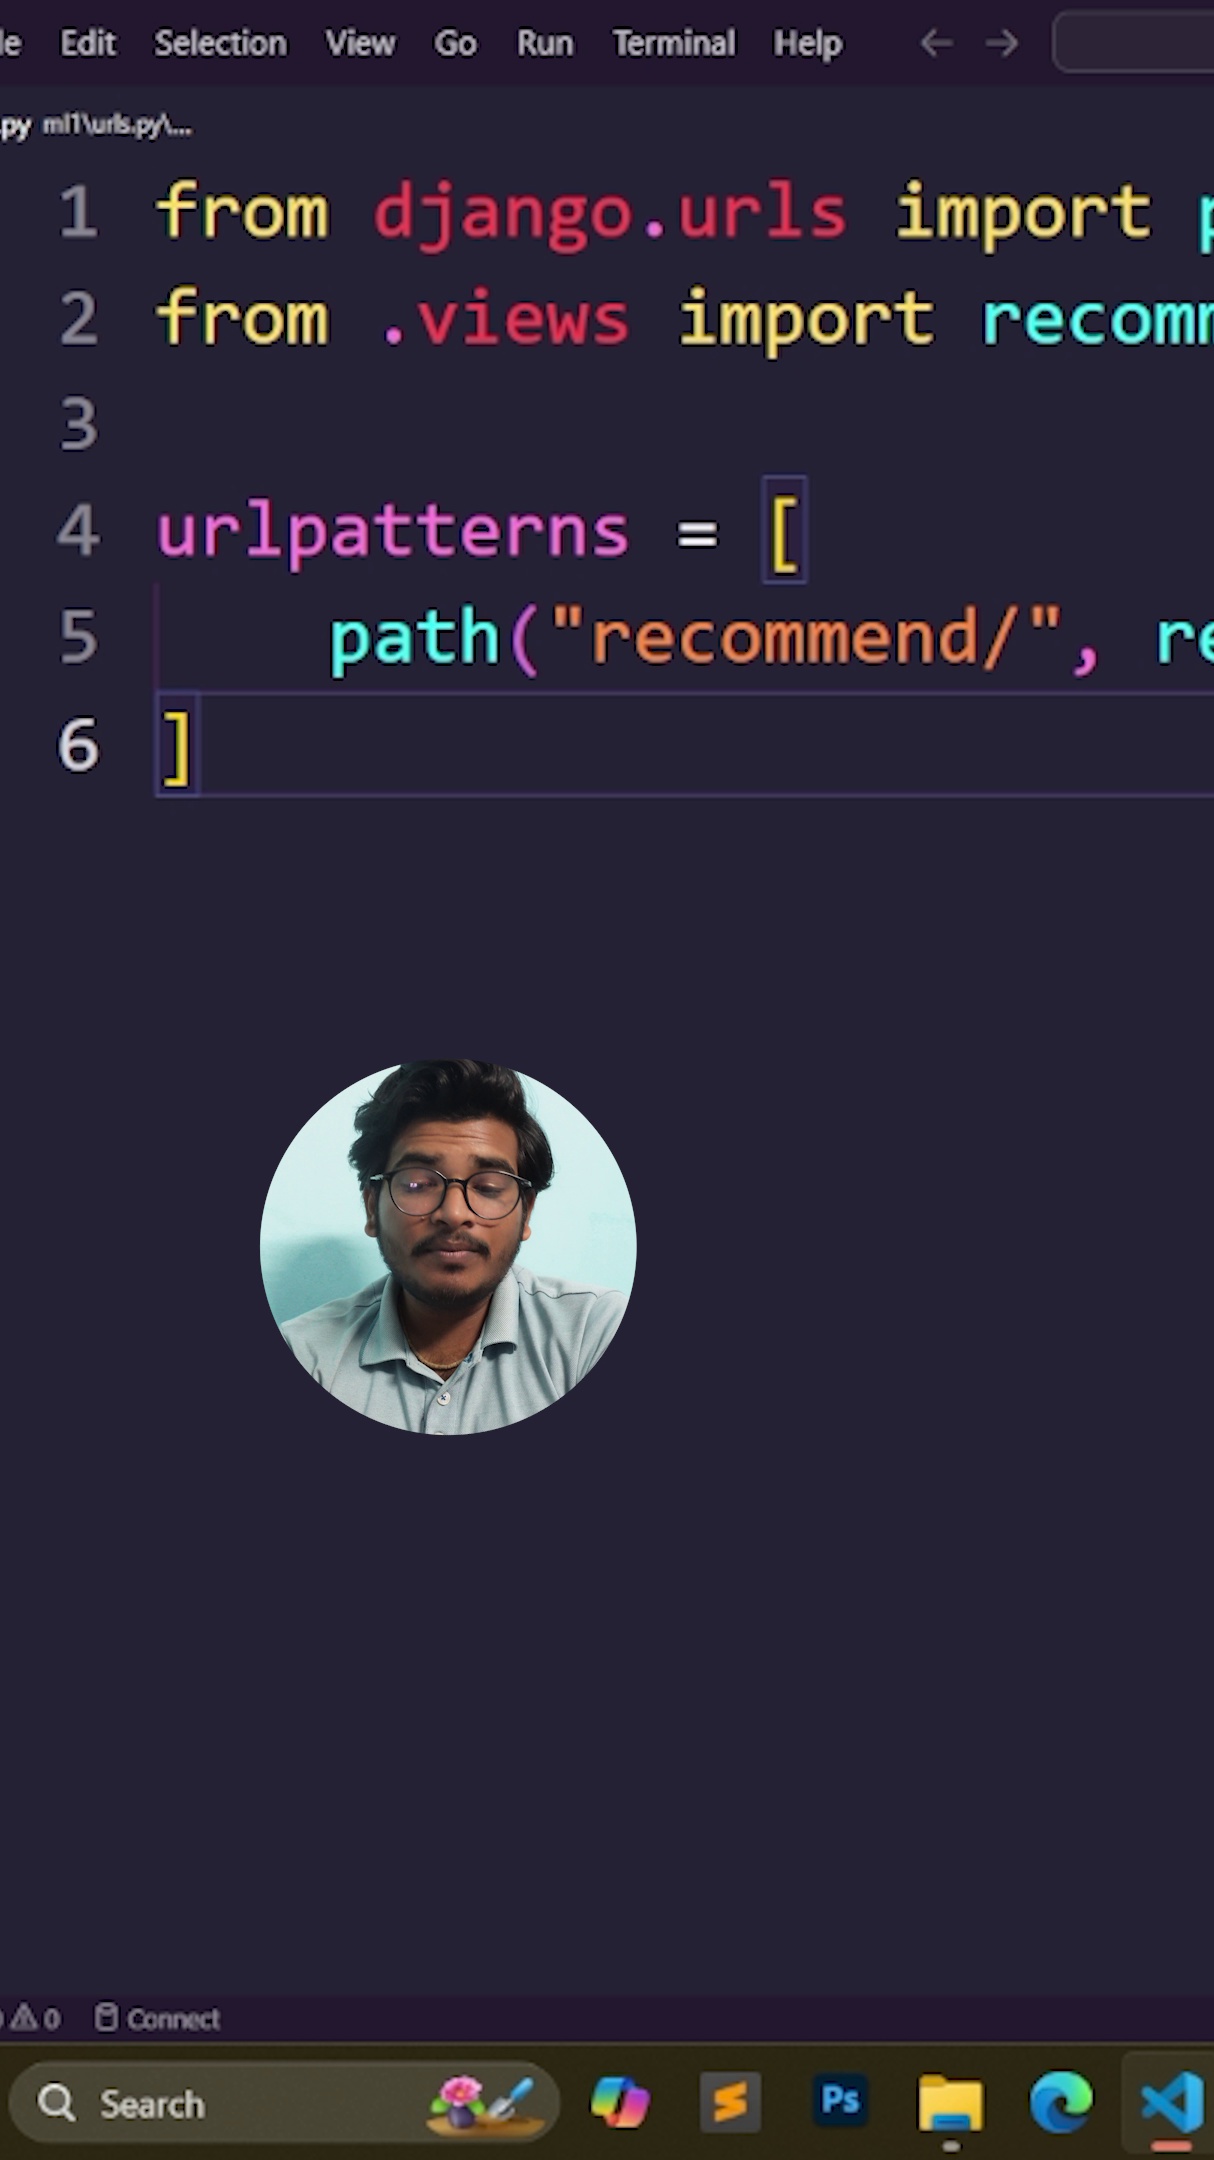 Edit Selection View Go Run Terminal Help
.py ml1\urls.py\...
1 from django.urls import
2 from .views import recomm
3
4 urlpatterns = [
5 path("recommend/", re
6 ]
0 Connect
Search
Ps